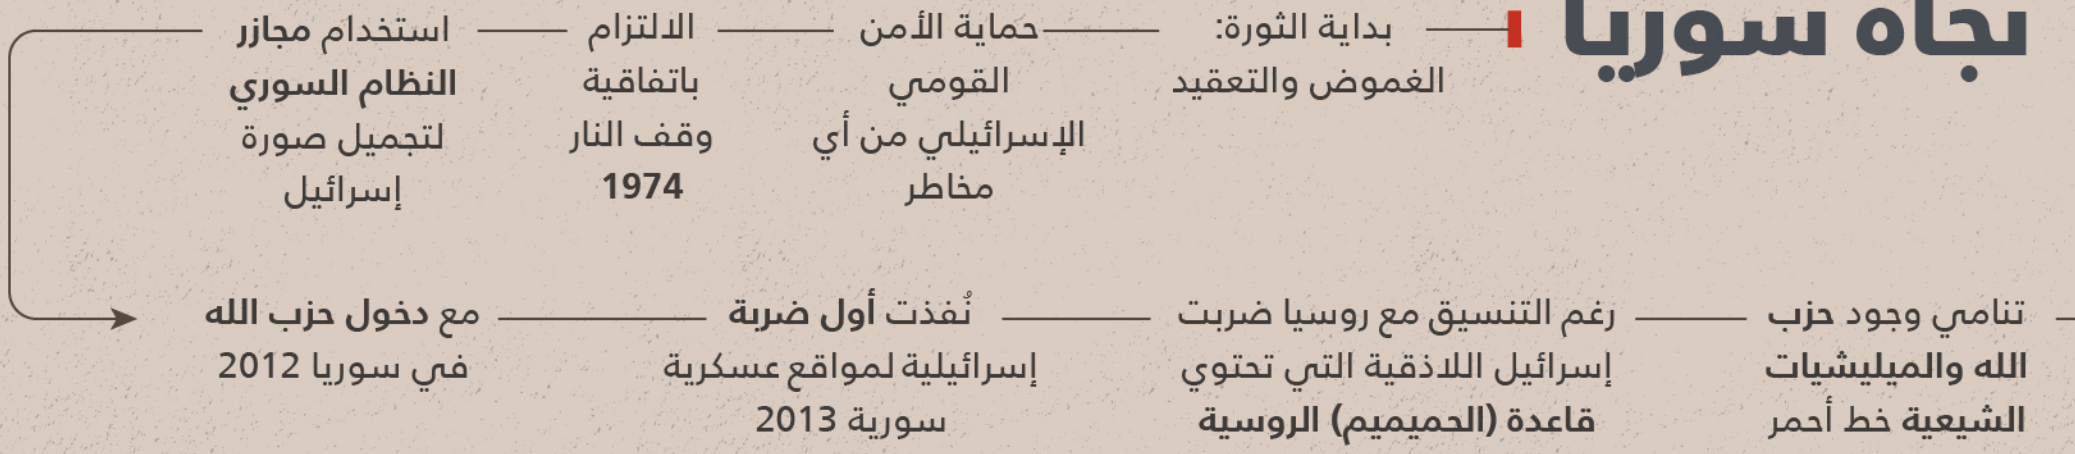 تجاه سوريا
بداية الثورة:
الغموض والتعقيد
حماية الأمن
القومي
الإسرائيلي من أي
مخاطر
الالتزام
باتفاقية
وقف النار
1974
استخدام مجازر
النظام السوري
لتجميل صورة
إسرائيل
مع دخول حزب الله
في سوريا 2012
نُفذت أول ضربة
إسرائيلية لمواقع عسكرية
سورية 2013
رغم التنسيق مع روسيا ضربت
إسرائيل اللاذقية التي تحتوي
قاعدة (الحميميم) الروسية
تنامي وجود حزب
الله والميليشيات
الشيعية خط أحمر